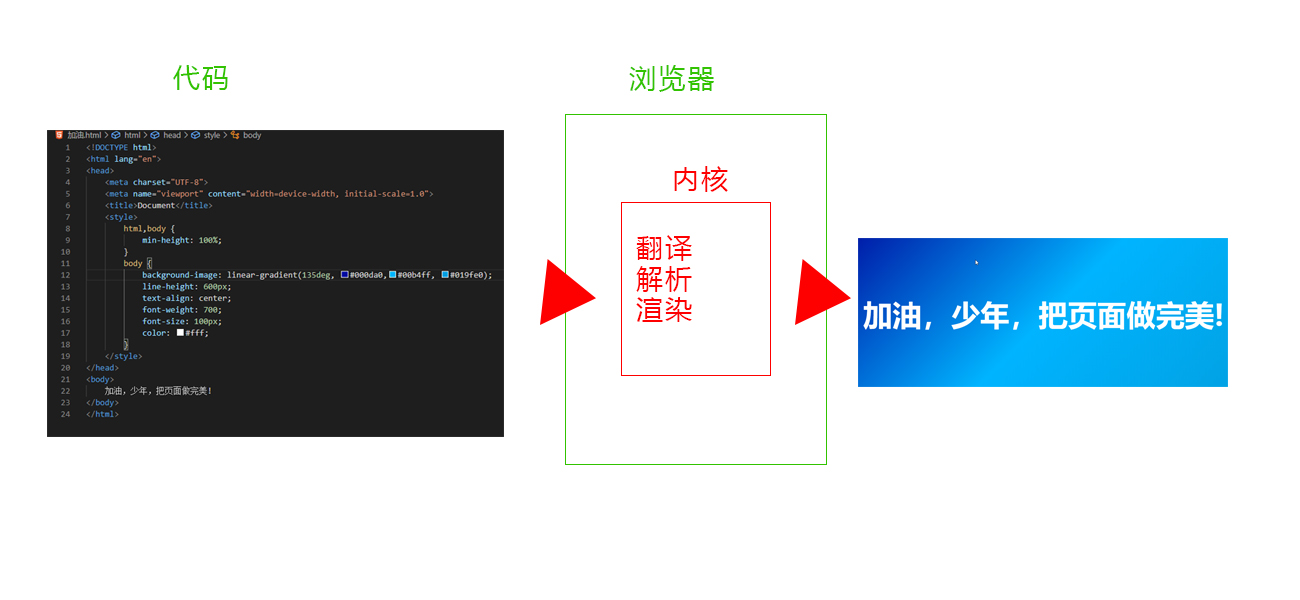 代码
浏览器
加油.html > html > head > style > body
1 <!DOCTYPE html>
2 <html lang="en">
3 <head>
4 <meta charset="UTF-8">
5 <meta name="viewport" content="width=device-width, initial-scale=1.0">
6 <title>Document</title>
7 <style>
8 html,body {
9 min-height: 100%;
10 }
11 body {
12 background-image: linear-gradient(135deg, #000da0,#00b4ff, #019fe0);
13 line-height: 600px;
14 text-align: center;
15 font-weight: 700;
16 font-size: 100px;
17 color: #fff;
18 }
19 </style>
20 </head>
21 <body>
22 加油，少年，把页面做完美！
23 </body>
24 </html>
内核
翻译
解析
渲染
加油，少年，把页面做完美!